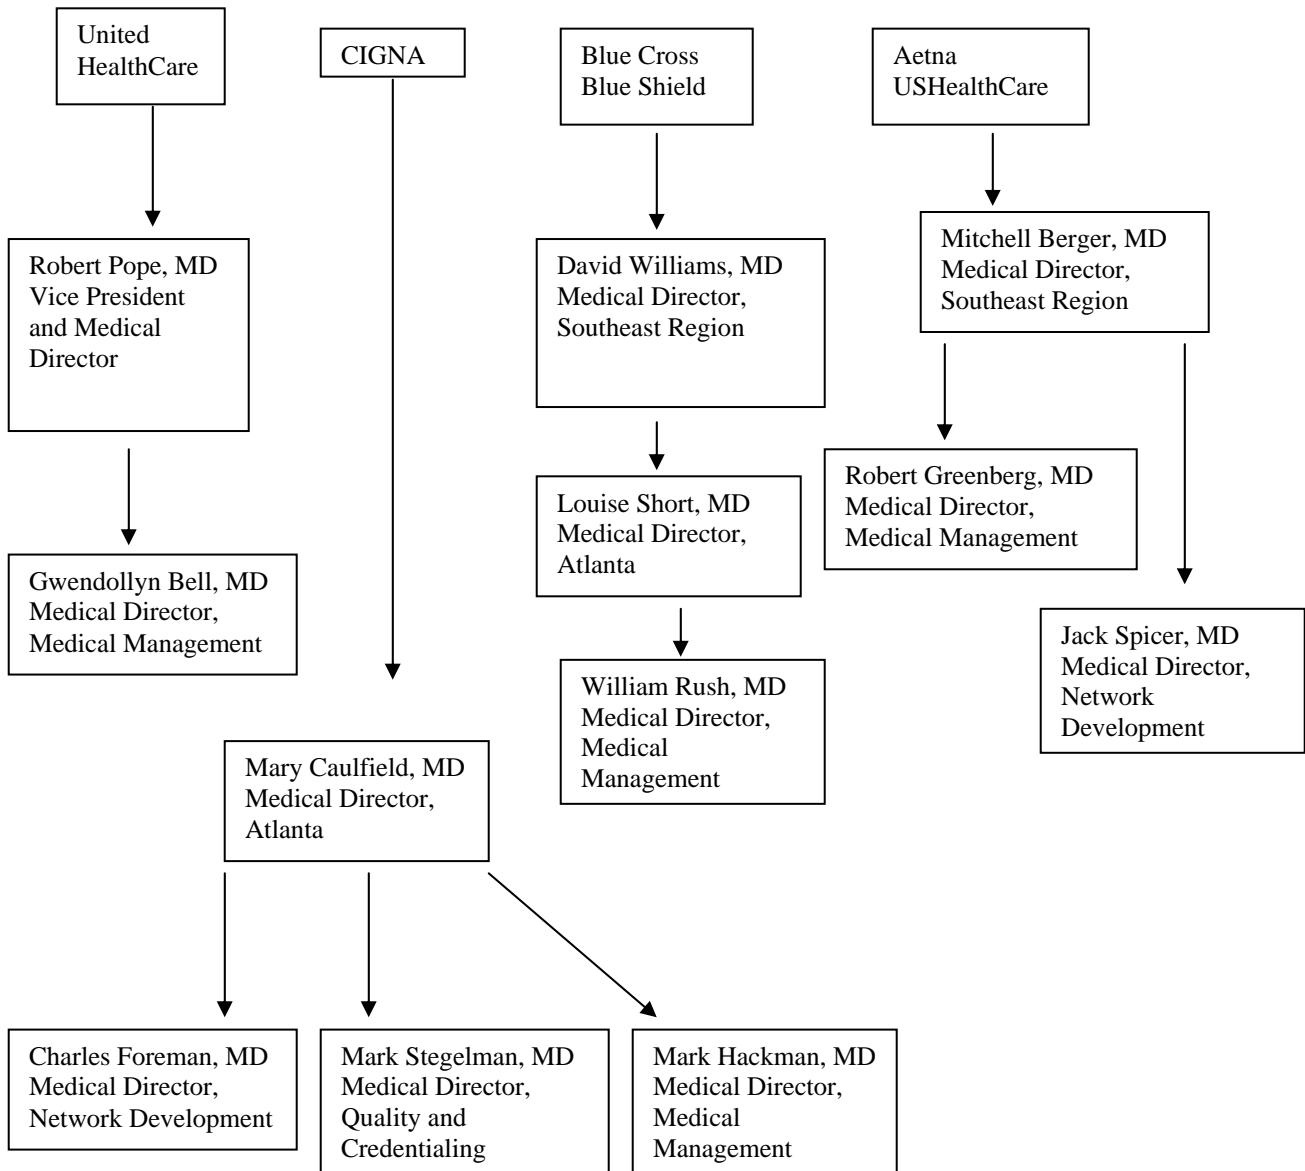 United
HealthCare
CIGNA
Blue Cross
Blue Shield
Aetna
USHealthCare
Robert Pope, MD
Vice President
and Medical
Director
David Williams, MD
Medical Director,
Southeast Region
Mitchell Berger, MD
Medical Director,
Southeast Region
Gwendollyn Bell, MD
Medical Director,
Medical Management
Louise Short, MD
Medical Director,
Atlanta
Robert Greenberg, MD
Medical Director,
Medical Management
William Rush, MD
Medical Director,
Medical
Management
Jack Spicer, MD
Medical Director,
Network
Development
Mary Caulfield, MD
Medical Director,
Atlanta
Charles Foreman, MD
Medical Director,
Network Development
Mark Stegelman, MD
Medical Director,
Quality and
Credentialing
Mark Hackman, MD
Medical Director,
Medical
Management